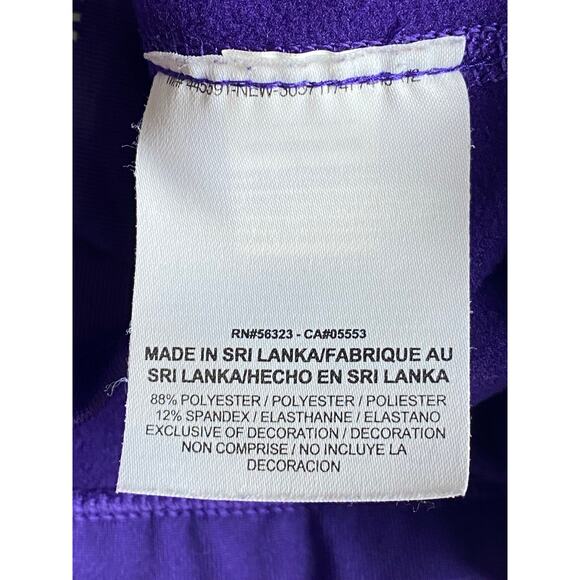 RN#56323 - CA#05553
MADE IN SRI LANKA/FABRIQUE AU
SRI LANKA/HECHO EN SRI LANKA
88% POLYESTER / POLYESTER / POLIESTER
12% SPANDEX / ELASTHANNE / ELASTANO
EXCLUSIVE OF DECORATION / DECORATION
NON COMPRISE / NO INCLUYE LA
DECORACION